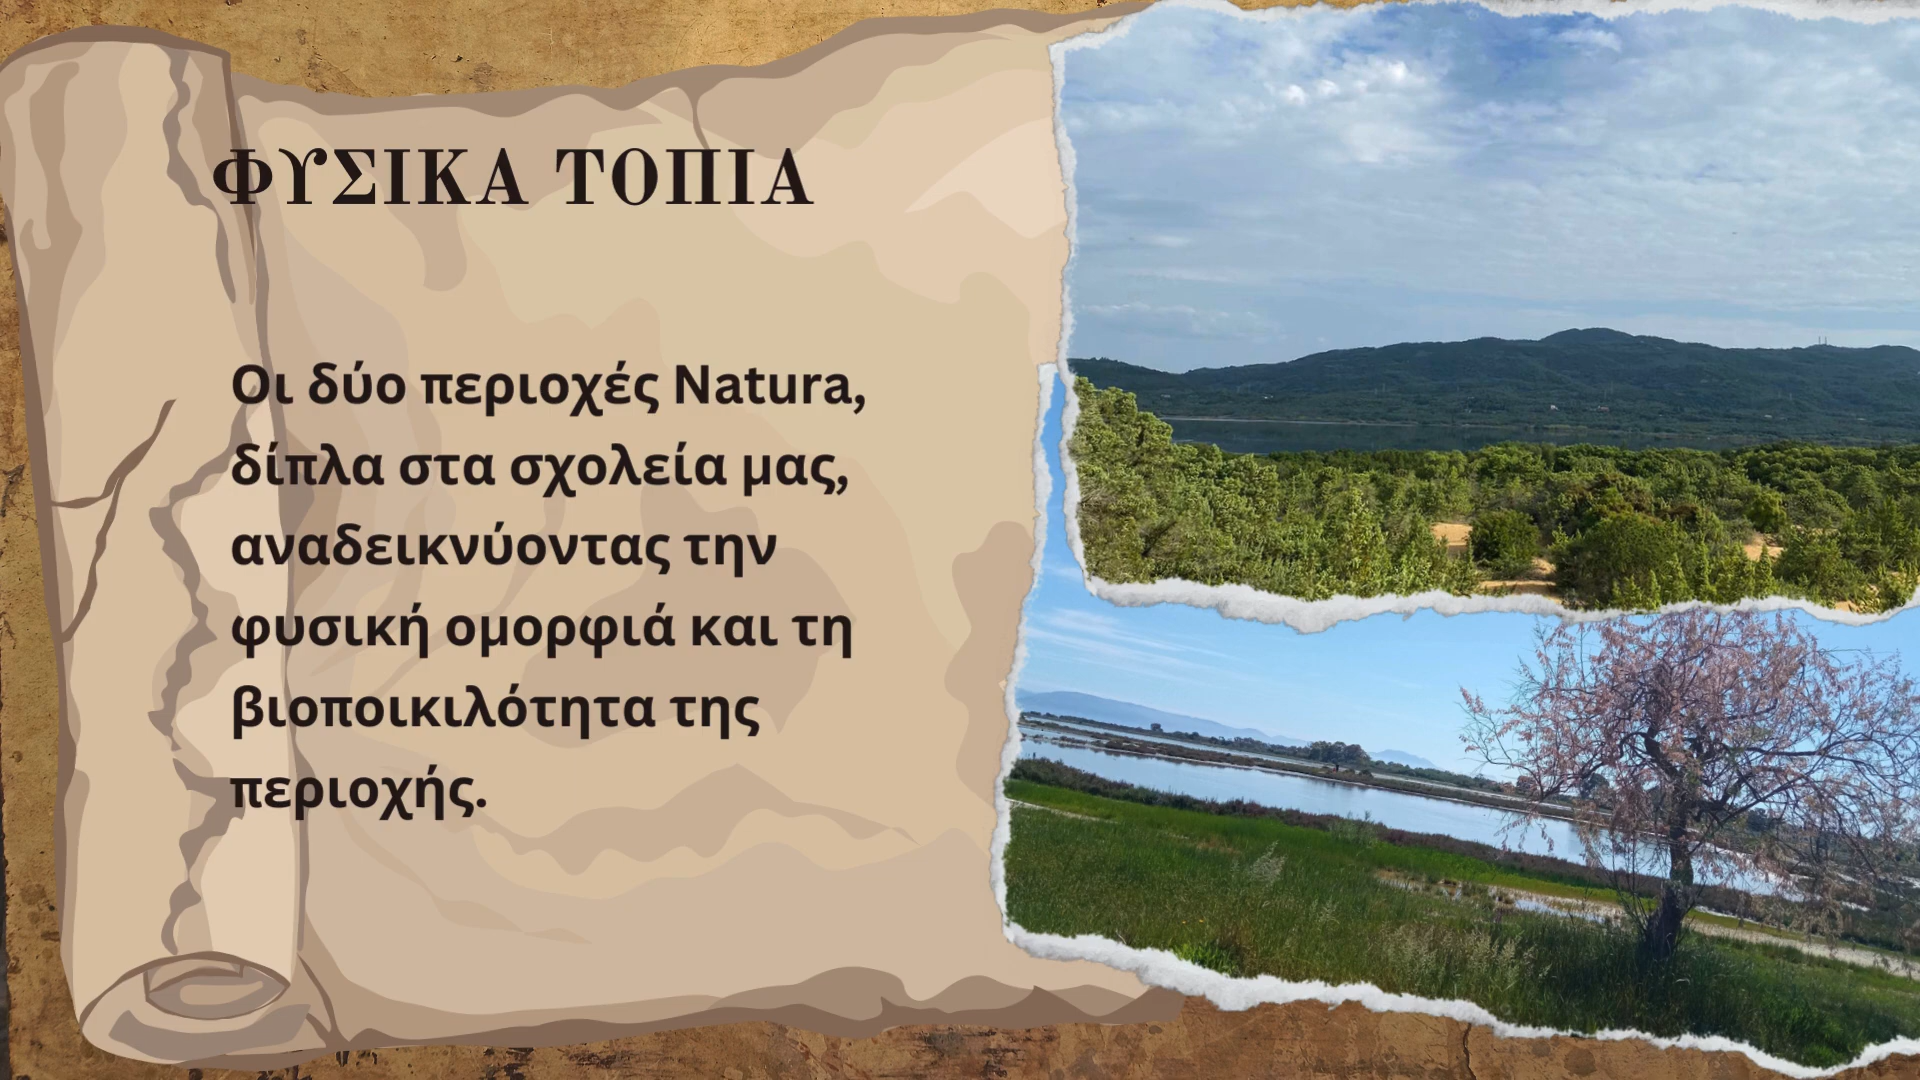 ΦΥΣΙΚΑ ΤΟΠΙΑ
Οι δύο περιοχές Natura,
δίπλα στα σχολεία μας,
αναδεικνύοντας την
φυσική ομορφιά και τη
βιοποικιλότητα της
περιοχής.